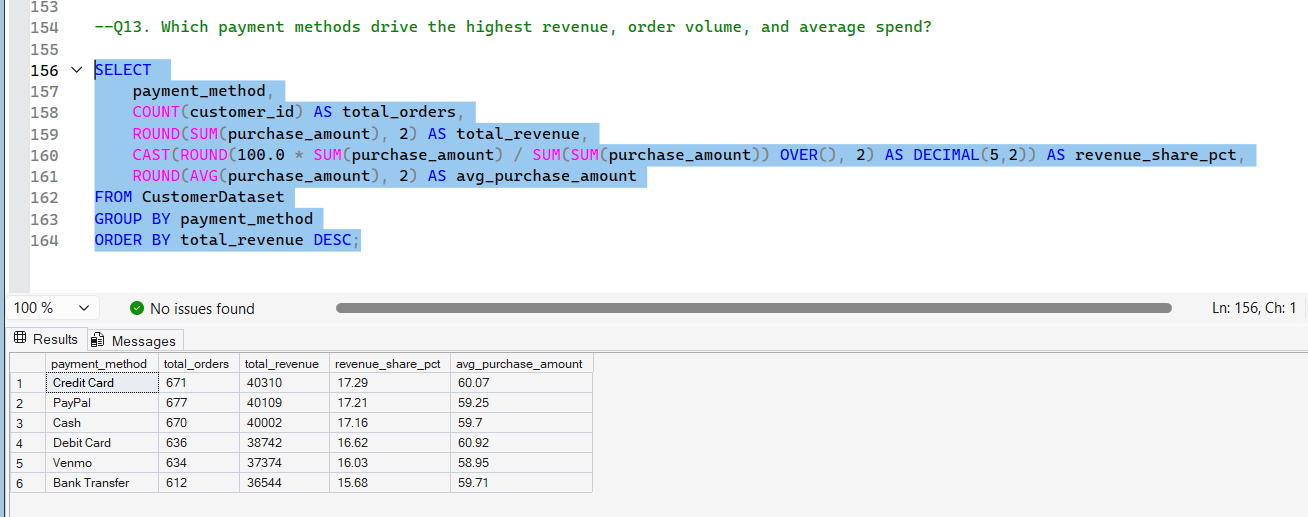 153
154 --Q13. Which payment methods drive the highest revenue, order volume, and average spend?
155
156 SELECT
157 payment_method,
158 COUNT(customer_id) AS total_orders,
159 ROUND(SUM(purchase_amount), 2) AS total_revenue,
160 CAST(ROUND(100.0 * SUM(purchase_amount) / SUM(SUM(purchase_amount)) OVER(), 2) AS DECIMAL(5,2)) AS revenue_share_pct,
161 ROUND(AVG(purchase_amount), 2) AS avg_purchase_amount
162 FROM CustomerDataset
163 GROUP BY payment_method
164 ORDER BY total_revenue DESC;
100 % No issues found Ln: 156, Ch: 1
Results Messages
payment_method total_orders total_revenue revenue_share_pct avg_purchase_amount
1 Credit Card 671 40310 17.29 60.07
2 PayPal 677 40109 17.21 59.25
3 Cash 670 40002 17.16 59.7
4 Debit Card 636 38742 16.62 60.92
5 Venmo 634 37374 16.03 58.95
6 Bank Transfer 612 36544 15.68 59.71